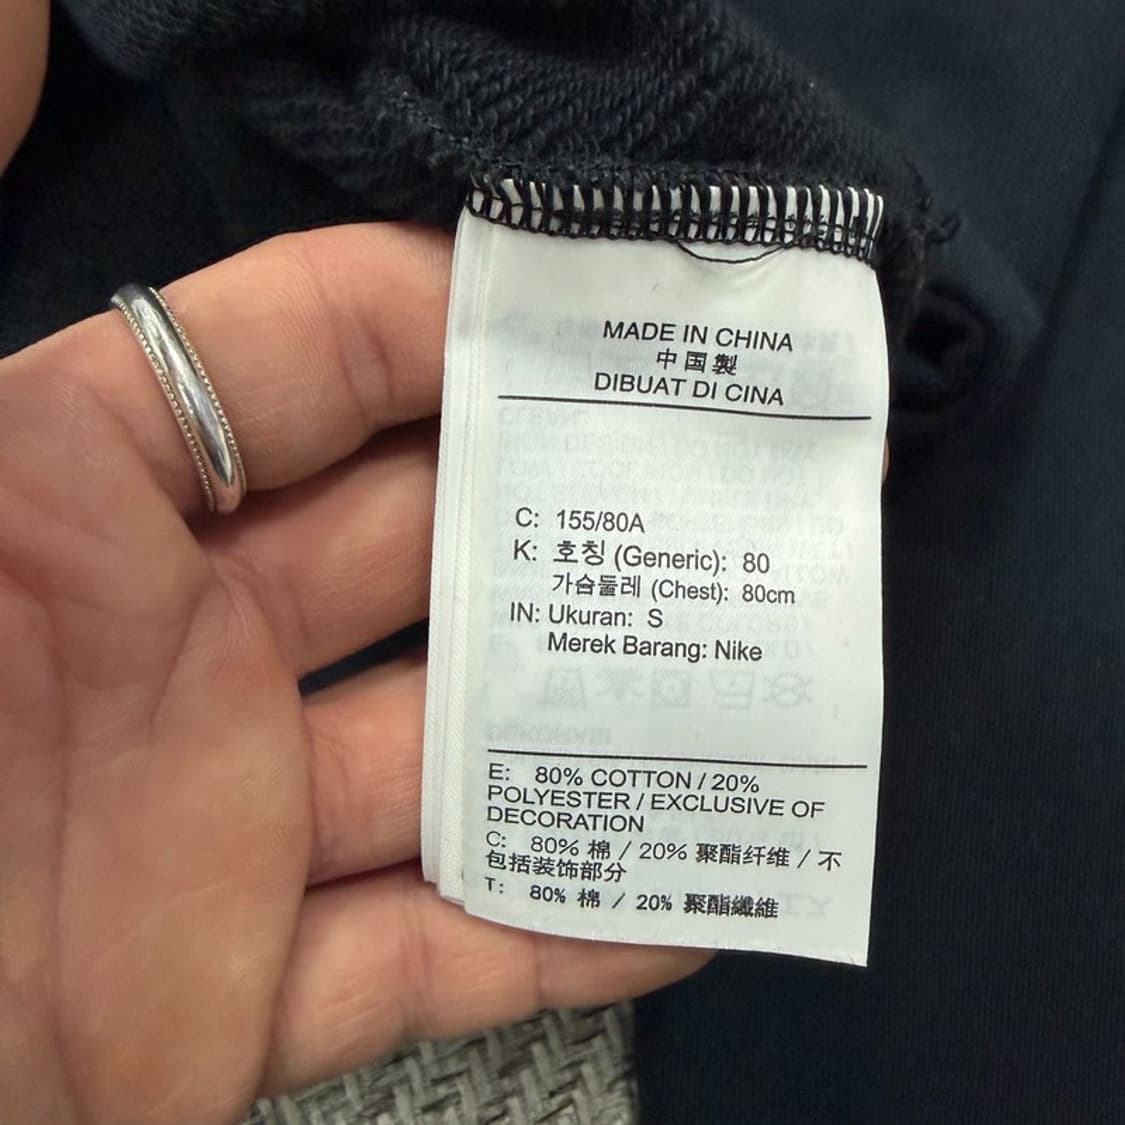 MADE IN CHINA
中国製
DIBUAT DI CINA
C: 155/80A
K: 호칭 (Generic): 80
가슴둘레 (Chest): 80cm
IN: Ukuran: S
Merek Barang: Nike
E: 80% COTTON / 20%
POLYESTER / EXCLUSIVE OF
DECORATION
C: 80% 棉 / 20% 聚酯纤维 / 不
包括装饰部分
T: 80% 棉 / 20% 聚酯纖維